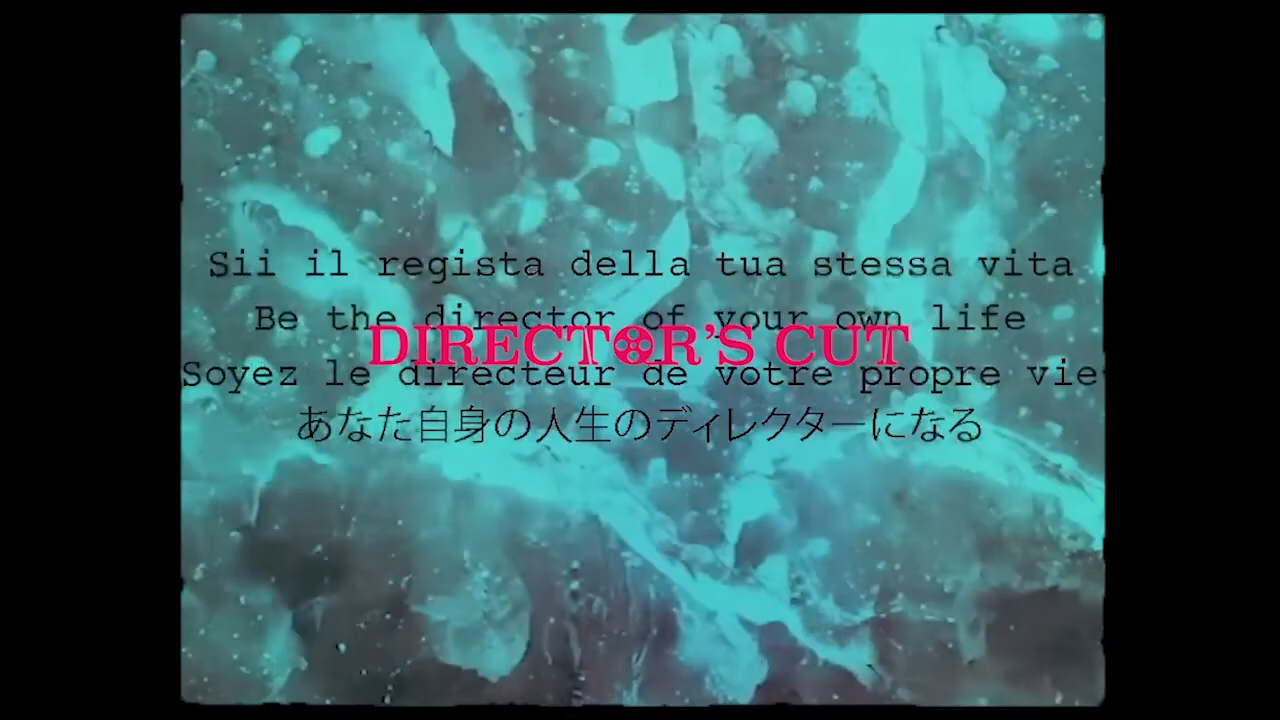 Sii il regista della tua stessa vita
Be the director of your own life
DIRECTOR'S CUT
Soyez le directeur de votre propre vie
あなた自身の人生のディレクターになる